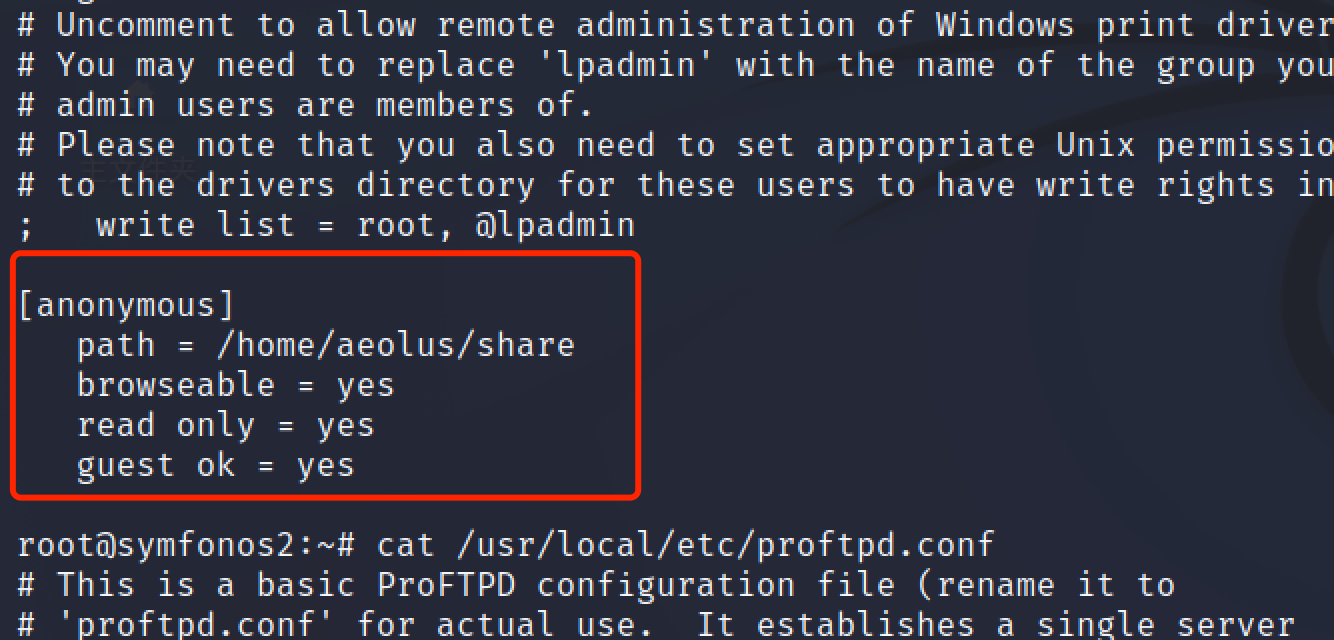 # Uncomment to allow remote administration of Windows print driver
# You may need to replace 'lpadmin' with the name of the group you
# admin users are members of.
# Please note that you also need to set appropriate Unix permissio
# to the drivers directory for these users to have write rights in
;   write list = root, @lpadmin
[anonymous]
   path = /home/aeolus/share
   browseable = yes
   read only = yes
   guest ok = yes
root@symfonos2:~# cat /usr/local/etc/proftpd.conf
# This is a basic ProFTPD configuration file (rename it to
# 'proftpd.conf' for actual use.  It establishes a single server